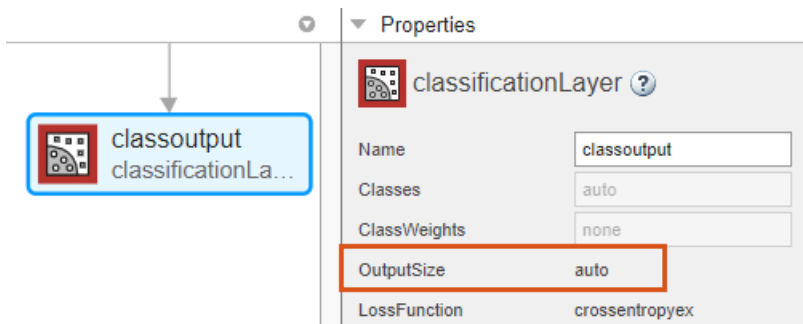 Properties
classificationLayer ?
classoutput
classificationLa...
Name classoutput
Classes auto
ClassWeights none
OutputSize auto
LossFunction crossentropyex